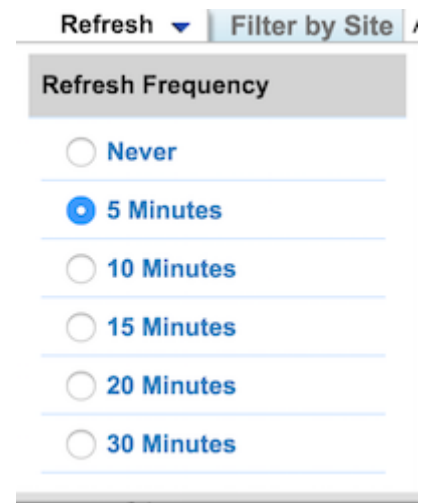 Refresh Filter by Site
Refresh Frequency
Never
5 Minutes
10 Minutes
15 Minutes
20 Minutes
30 Minutes